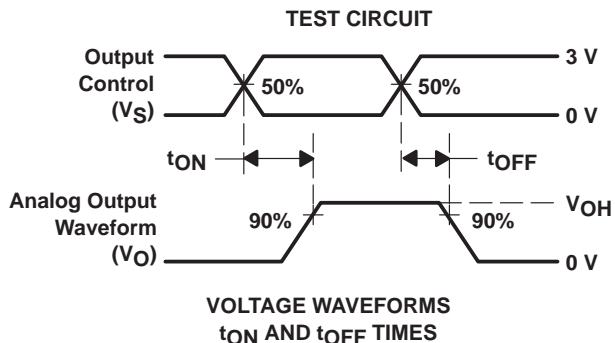 TEST CIRCUIT
Output
Control
(VS)
50%
50%
3 V
0 V
tON
tOFF
Analog Output
Waveform
(VO)
90%
90%
VOH
0 V
VOLTAGE WAVEFORMS
tON AND tOFF TIMES